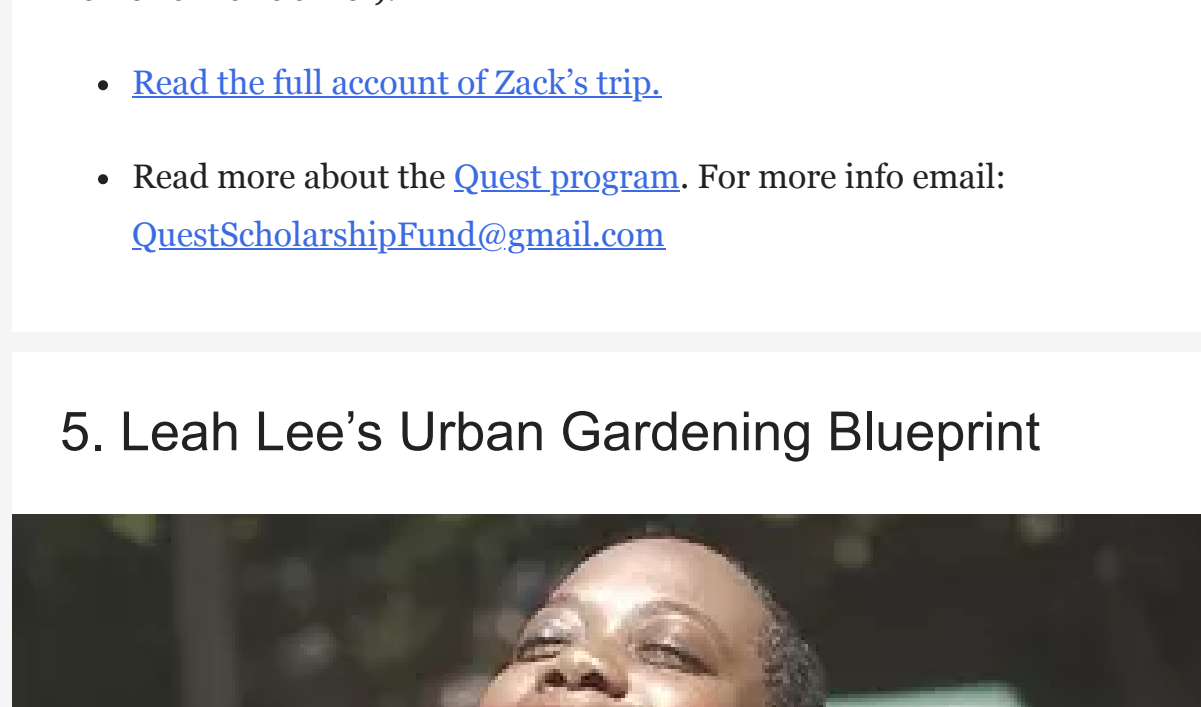 Read the full account of Zack’s trip.
Read more about the Quest program. For more info email:
QuestScholarshipFund@gmail.com
5. Leah Lee’s Urban Gardening Blueprint